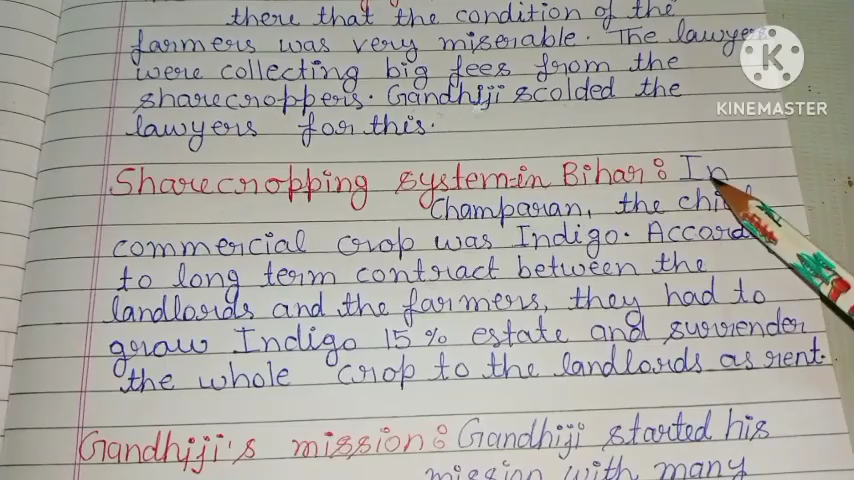 there that the condition of the
farmers was very miserable. The lawyers
were collecting big fees from the
sharecroppers. Gandhiji scolded the
lawyers for this.
KINEMASTER
Sharecropping system in Bihar: In
Champaran, the chief
commercial crop was Indigo. Accord
to long term contract between the
landlords and the farmers, they had to
grow Indigo 15% estate and surrender
the whole crop to the landlords as rent.
Gandhiji's mission: Gandhiji started his
mission with many